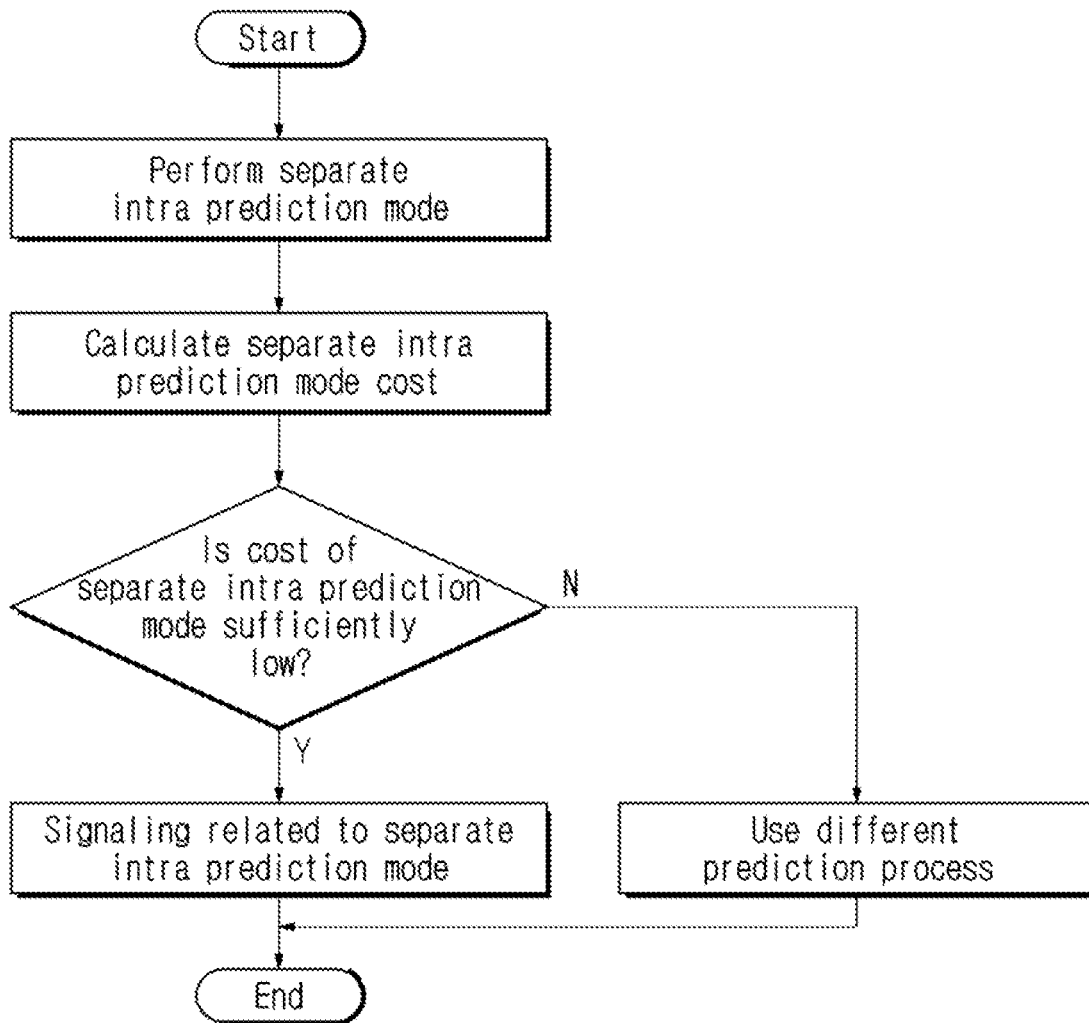 Start
Perform separate
intra prediction mode
Calculate separate intra
prediction mode cost
Is cost of
separate intra prediction
mode sufficiently
low?
N
Y
Signaling related to separate
intra prediction mode
Use different
prediction process
End